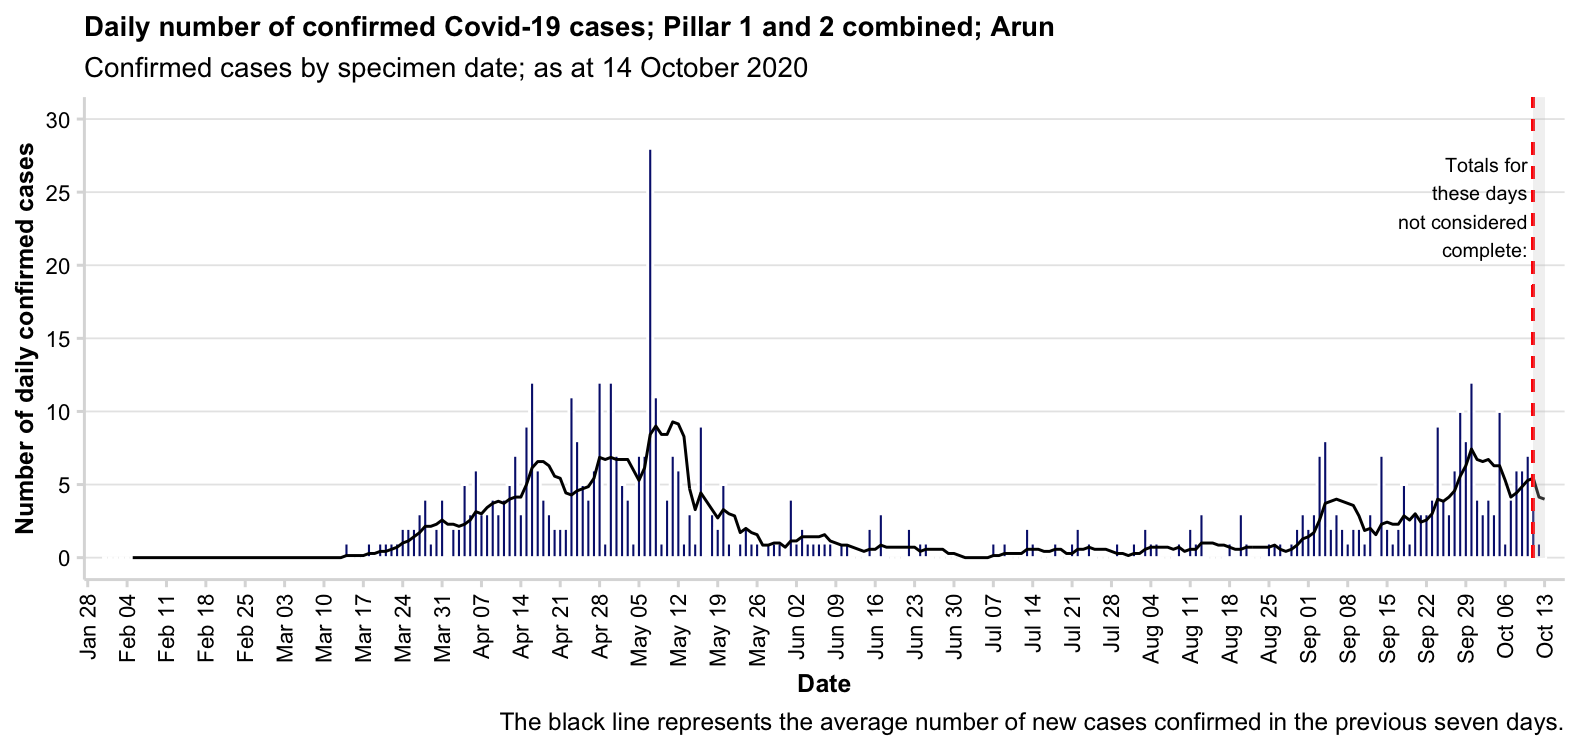 Daily number of confirmed Covid-19 cases; Pillar 1 and 2 combined; Arun
Confirmed cases by specimen date; as at 14 October 2020
Number of daily confirmed cases
30
25
20
15
10
5
0
Totals for
these days
not considered
complete:
Jan 28
Feb 04
Feb 11
Feb 18
Feb 25
Mar 03
Mar 10
Mar 17
Mar 24
Mar 31
Apr 07
Apr 14
Apr 21
Apr 28
May 05
May 12
May 19
May 26
Jun 02
Jun 09
Jun 16
Jun 23
Jun 30
Jul 07
Jul 14
Jul 21
Jul 28
Aug 04
Aug 11
Aug 18
Aug 25
Sep 01
Sep 08
Sep 15
Sep 22
Sep 29
Oct 06
Oct 13
Date
The black line represents the average number of new cases confirmed in the previous seven days.